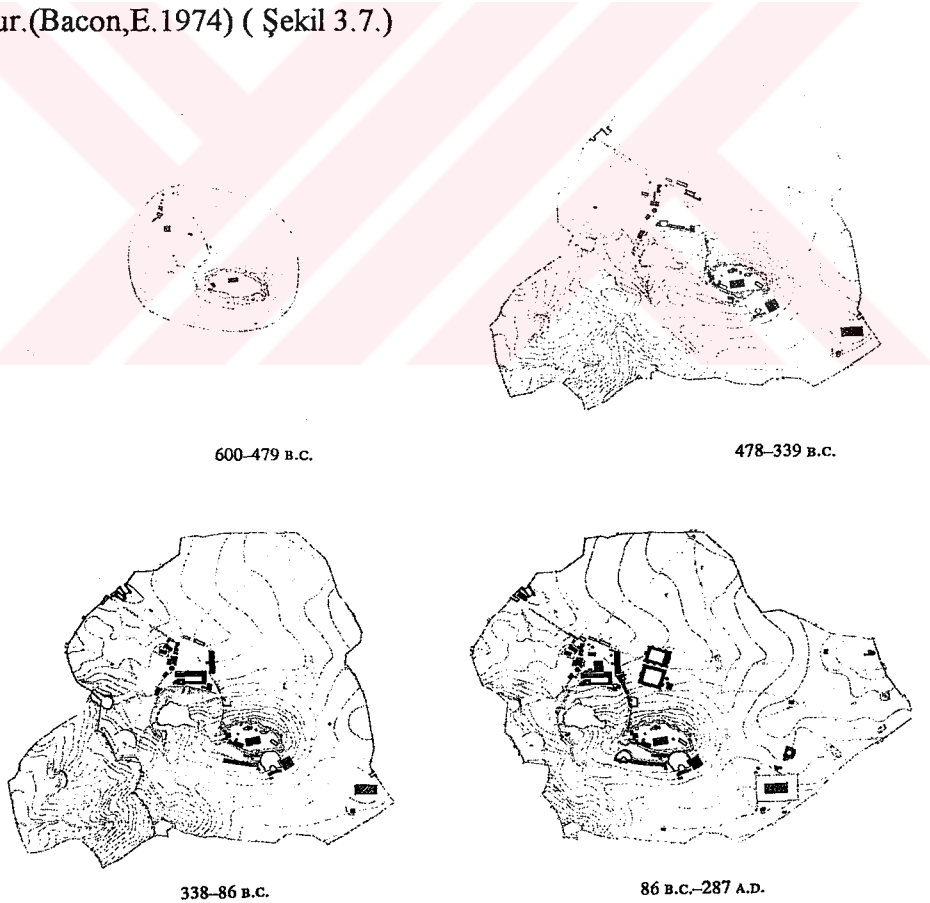 ur.(Bacon,E.1974) ( Şekil 3.7.)
600–479 B.C.
478–339 B.C.
338–86 B.C.
86 B.C.–287 A.D.